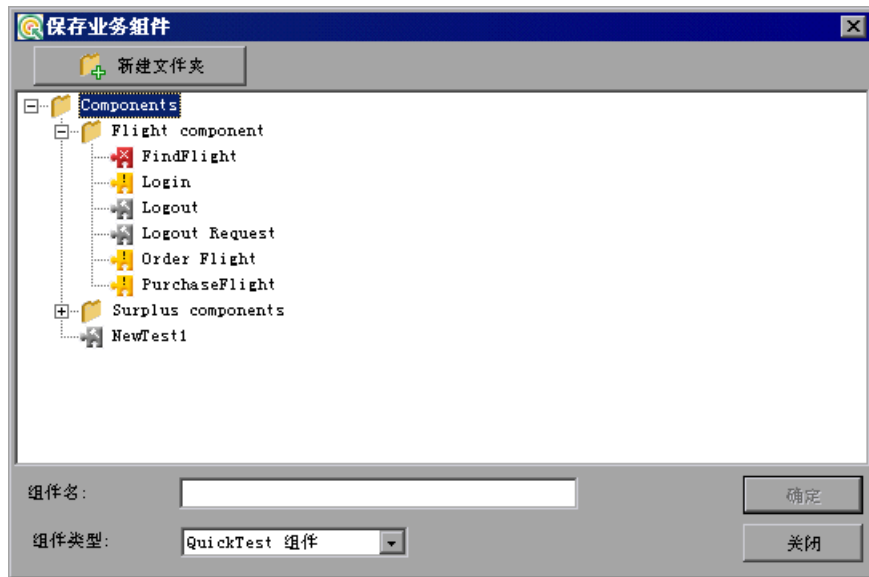 保存业务组件
新建文件夹
Components
Flight component
FindFlight
Login
Logout
Logout Request
Order Flight
PurchaseFlight
Surplus components
NewTest1
组件名:
确定
组件类型:
QuickTest 组件
关闭